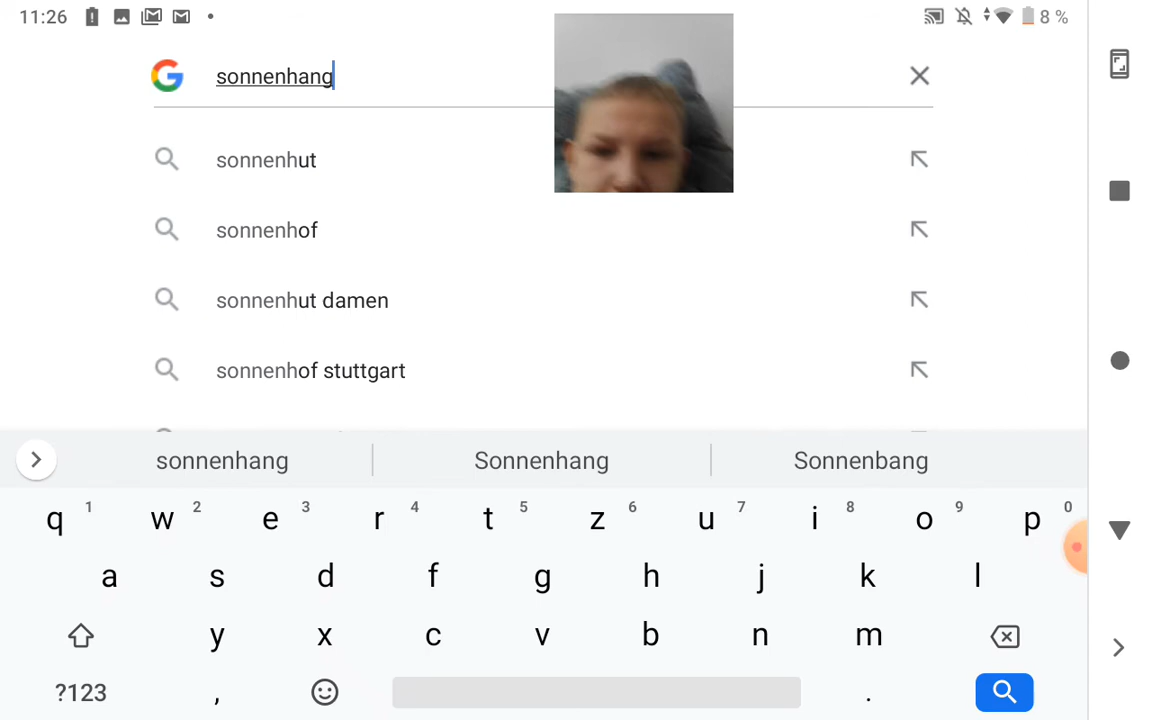 11:26 8 %
sonnenhang
sonnenhut
sonnenhof
sonnenhut damen
sonnenhof stuttgart
sonnenhang Sonnenhang Sonnenbang
q 1 w 2 e 3 r 4 t 5 z 6 u 7 i 8 o 9 p 0
a s d f g h j k l
y x c v b n m
?123 , .